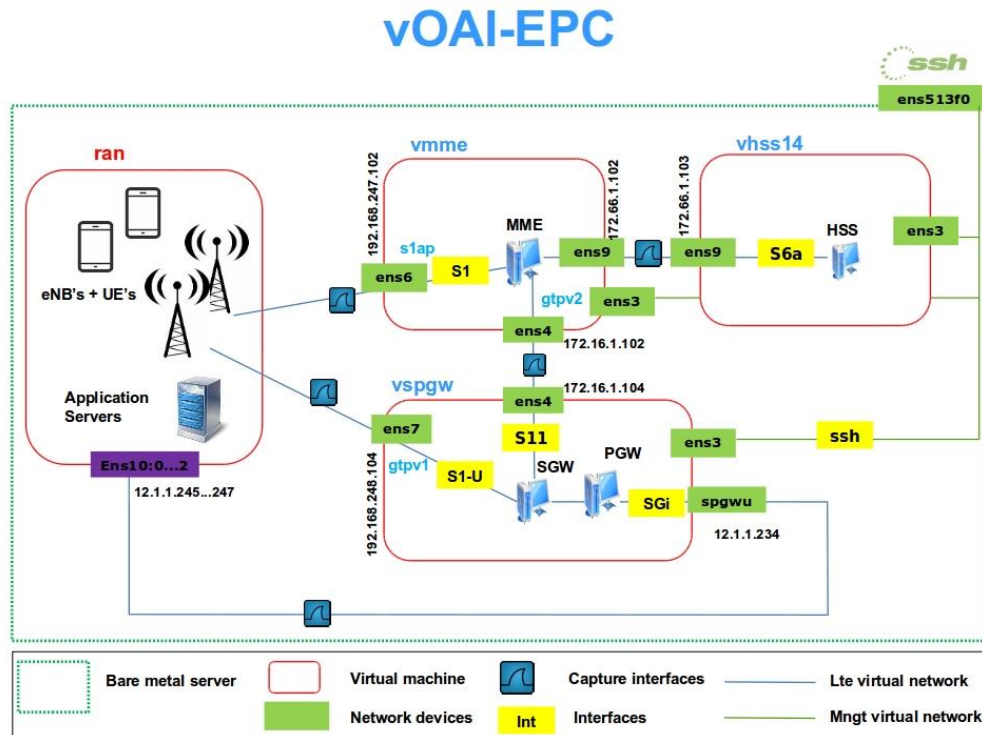 vOAI-EPC
ssh
ens513f0
ran
eNB's + UE's
Application
Servers
Ens10:0...2
12.1.1.245...247
vmme
192.168.247.102
s1ap
ens6
S1
MME
172.66.1.102
ens9
gtpv2
ens3
ens4
172.16.1.102
vhss14
172.66.1.103
ens9
S6a
HSS
ens3
vspgw
172.16.1.104
ens4
ens7
gtpv1
192.168.248.104
S1-U
S11
SGW
PGW
SGi
ens3
ssh
spgwu
12.1.1.234
Bare metal server
Virtual machine
Capture interfaces
Lte virtual network
Network devices
Int
Interfaces
Mngt virtual network